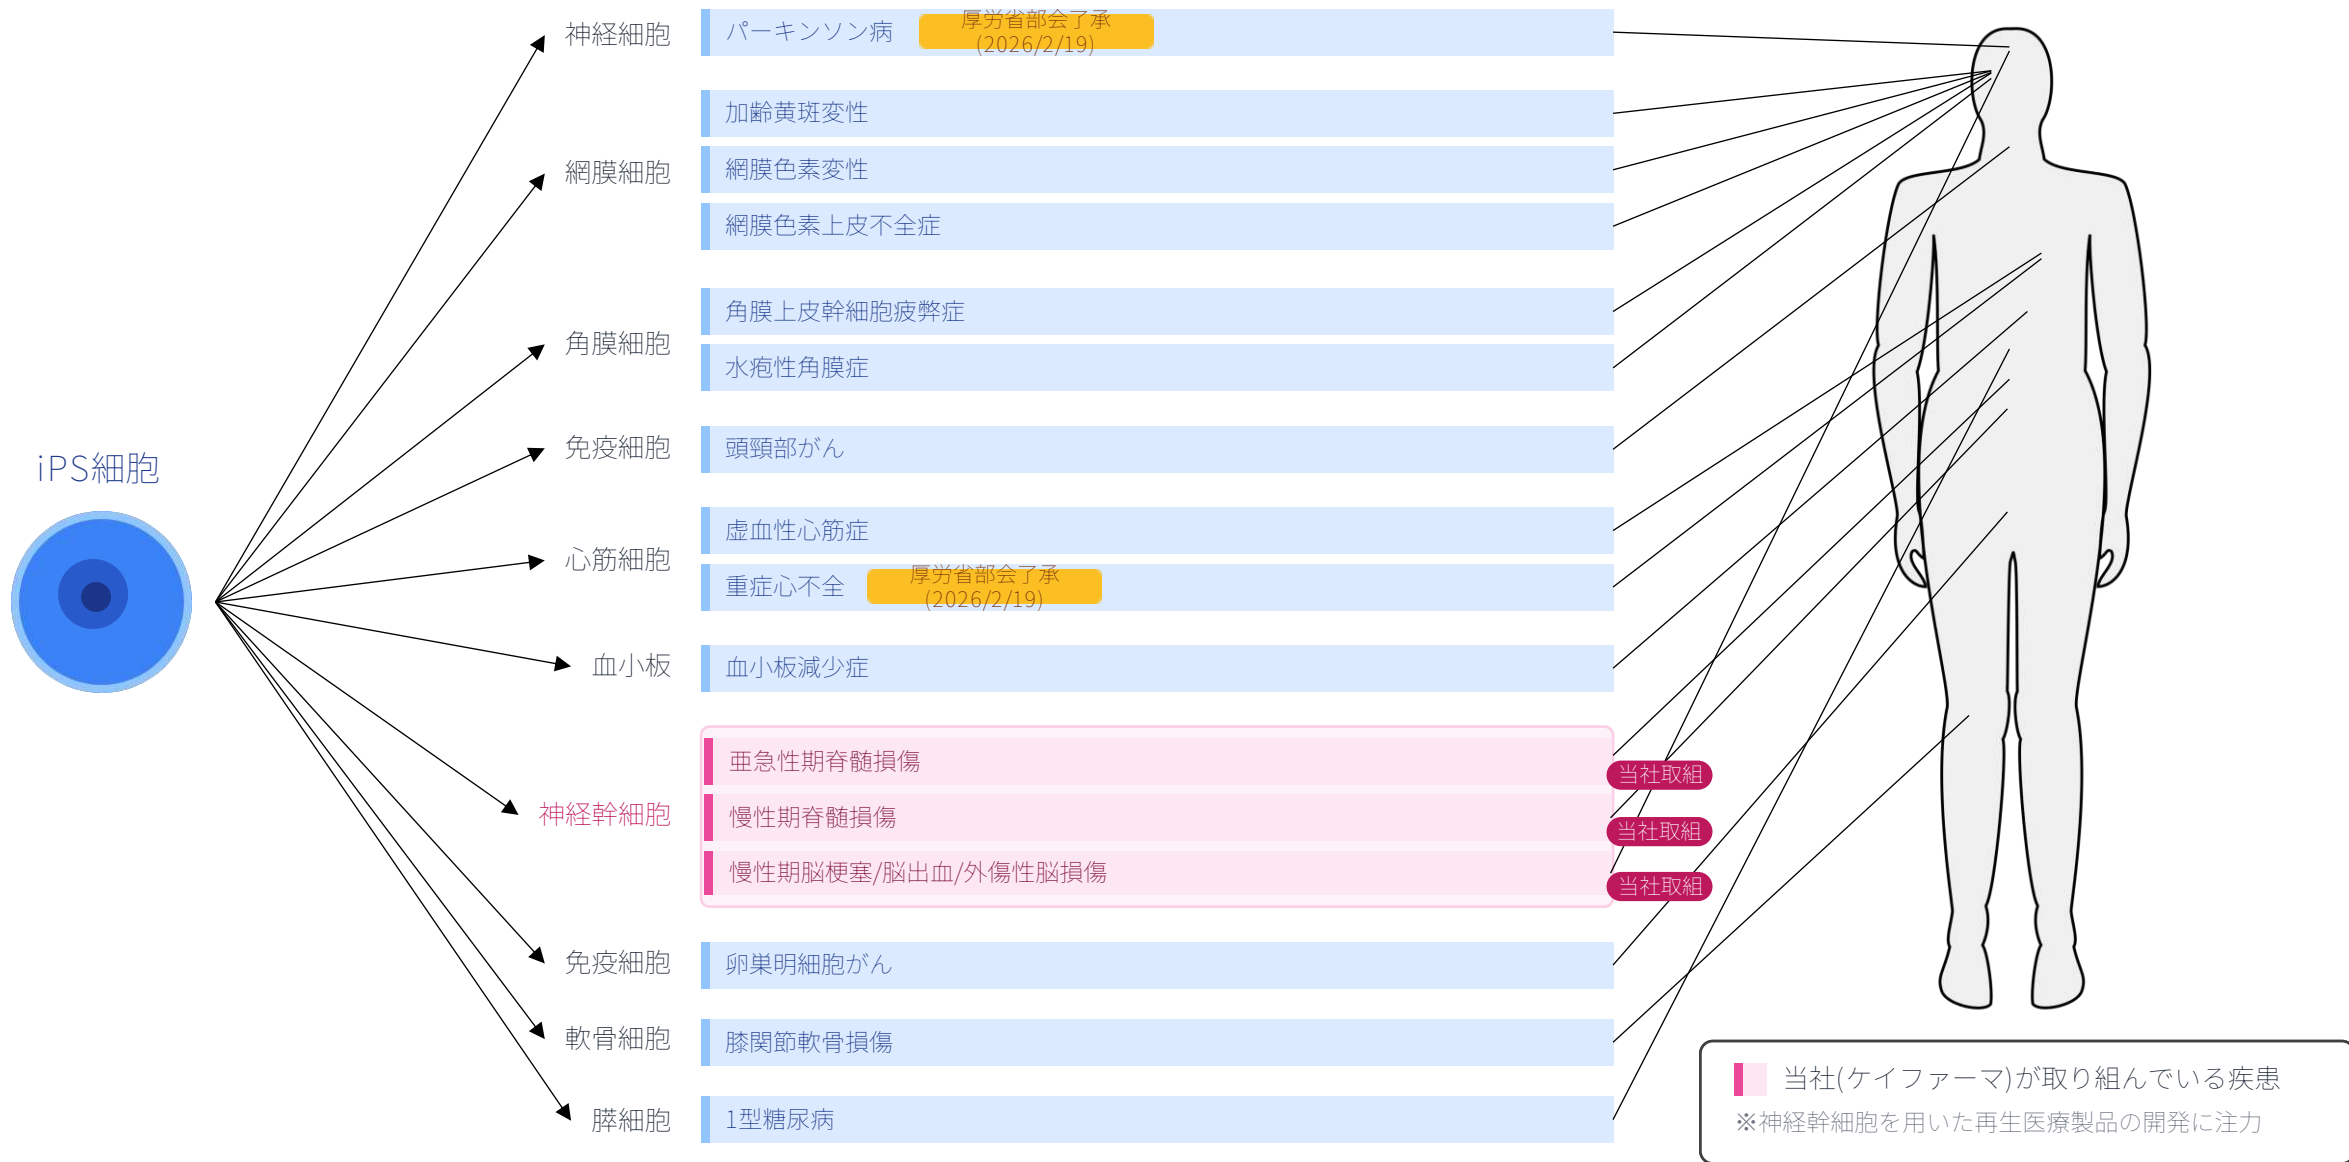 iPS細胞
神経細胞
パーキンソン病
厚労省部会了承
(2026/2/19)
網膜細胞
加齢黄斑変性
網膜色素変性
網膜色素上皮不全症
角膜細胞
角膜上皮幹細胞疲弊症
水疱性角膜症
免疫細胞
頭頸部がん
心筋細胞
虚血性心筋症
重症心不全
厚労省部会了承
(2026/2/19)
血小板
血小板減少症
神経幹細胞
亜急性期脊髄損傷
当社取組
慢性期脊髄損傷
当社取組
慢性期脳梗塞/脳出血/外傷性脳損傷
当社取組
免疫細胞
卵巣明細胞がん
軟骨細胞
膝関節軟骨損傷
膵細胞
1型糖尿病
当社(ケイファーマ)が取り組んでいる疾患
※神経幹細胞を用いた再生医療製品の開発に注力